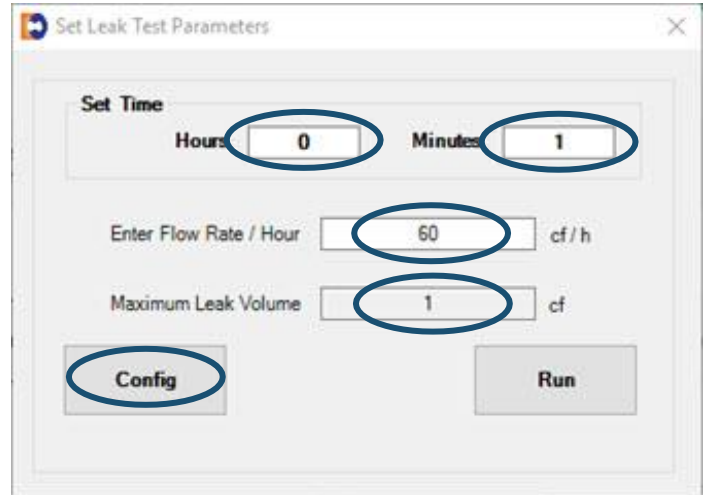 Set Leak Test Parameters
Set Time
Hours 0 Minutes 1
Enter Flow Rate / Hour 60 cf / h
Maximum Leak Volume 1 cf
Config Run